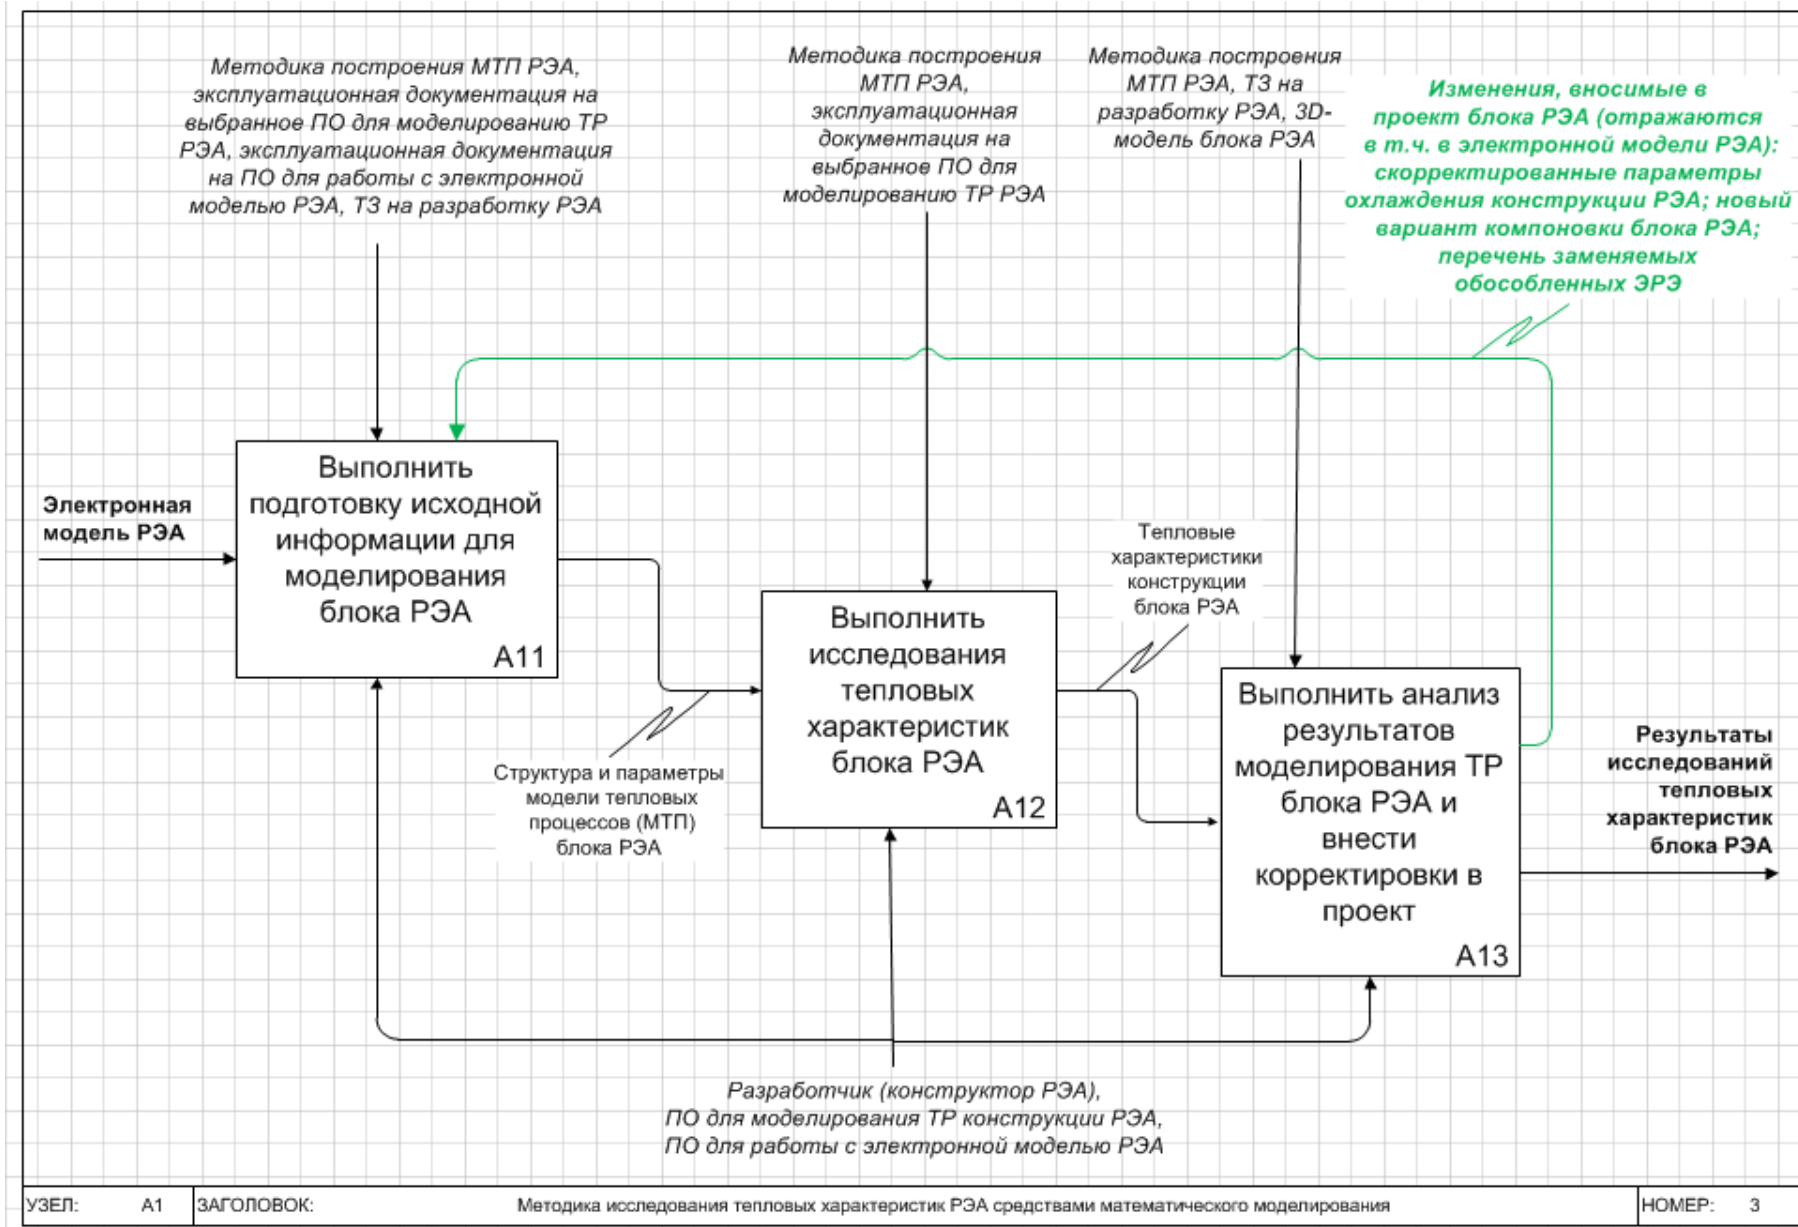 Методика построения МТП РЭА,
эксплуатационная документация на
выбранное ПО для моделированию ТР
РЭА, эксплуатационная документация
на ПО для работы с электронной
моделью РЭА, ТЗ на разработку РЭА
Методика построения
МТП РЭА,
эксплуатационная
документация на
выбранное ПО для
моделированию ТР РЭА
Методика построения
МТП РЭА, ТЗ на
разработку РЭА, 3D-
модель блока РЭА
Изменения, вносимые в
проект блока РЭА (отражаются
в т.ч. в электронной модели РЭА):
скорректированные параметры
охлаждения конструкции РЭА; новый
вариант компоновки блока РЭА;
перечень заменяемых
обособленных ЭРЭ
Электронная
модель РЭА
Выполнить
подготовку исходной
информации для
моделирования
блока РЭА
А11
Структура и параметры
модели тепловых
процессов (МТП)
блока РЭА
Выполнить
исследования
тепловых
характеристик
блока РЭА
А12
Тепловые
характеристики
конструкции
блока РЭА
Выполнить анализ
результатов
моделирования ТР
блока РЭА и
внести
корректировки в
проект
А13
Результаты
исследований
тепловых
характеристик
блока РЭА
Разработчик (конструктор РЭА),
ПО для моделирования ТР конструкции РЭА,
ПО для работы с электронной моделью РЭА
УЗЕЛ: А1 ЗАГОЛОВОК: Методика исследования тепловых характеристик РЭА средствами математического моделирования НОМЕР: 3